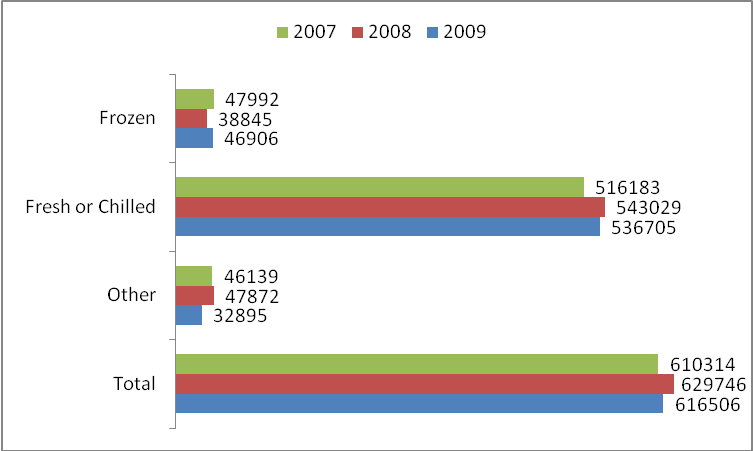 2007 2008 2009
Frozen
47992
38845
46906
Fresh or Chilled
516183
543029
536705
Other
46139
47872
32895
Total
610314
629746
616506